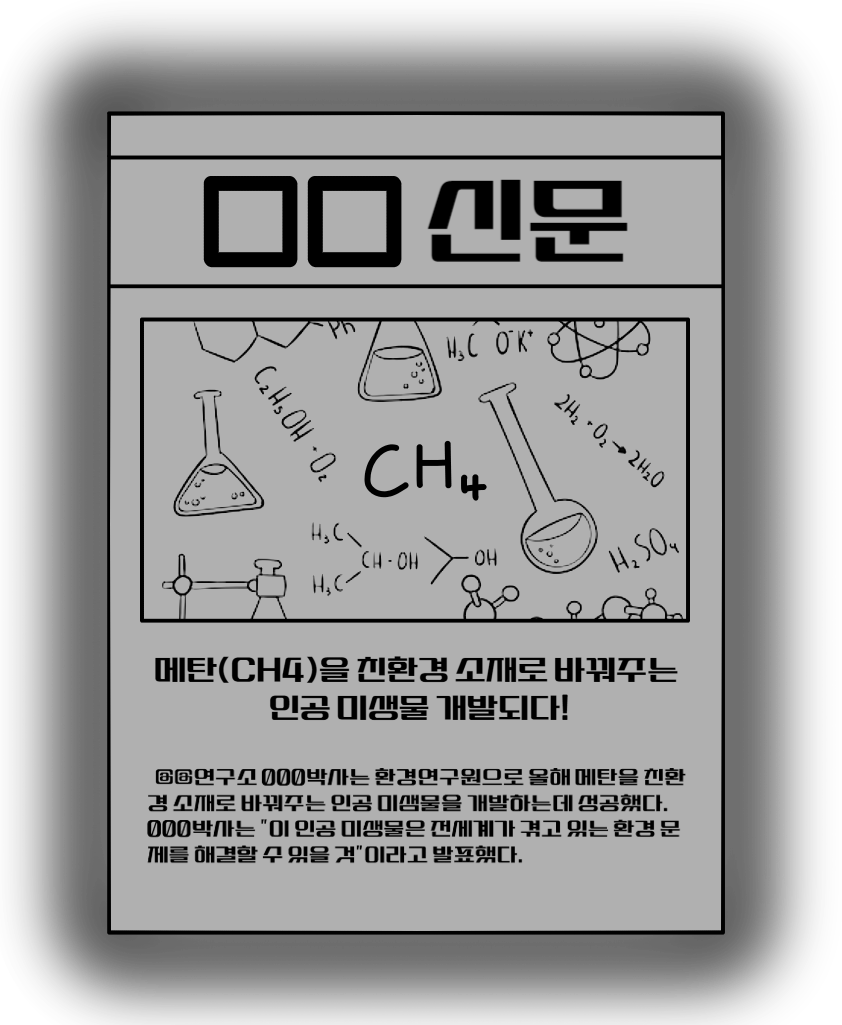 □□ 신문
Ph
H₃C O⁻K⁺
C₂H₅OH + O₂
2H₂ + O₂ → 2H₂O
CH₄
H₃C
CH-OH
OH
H₃C
H₂SO₄
메탄(CH4)을 친환경 소재로 바꿔주는
인공 미생물 개발되다!
@@연구소 000박사는 환경연구원으로 올해 메탄을 친환
경 소재로 바꿔주는 인공 미샘물을 개발하는데 성공했다.
000박사는 "이 인공 미생물은 전세계가 겪고 있는 환경 문
제를 해결할 수 있을 것"이라고 발표했다.